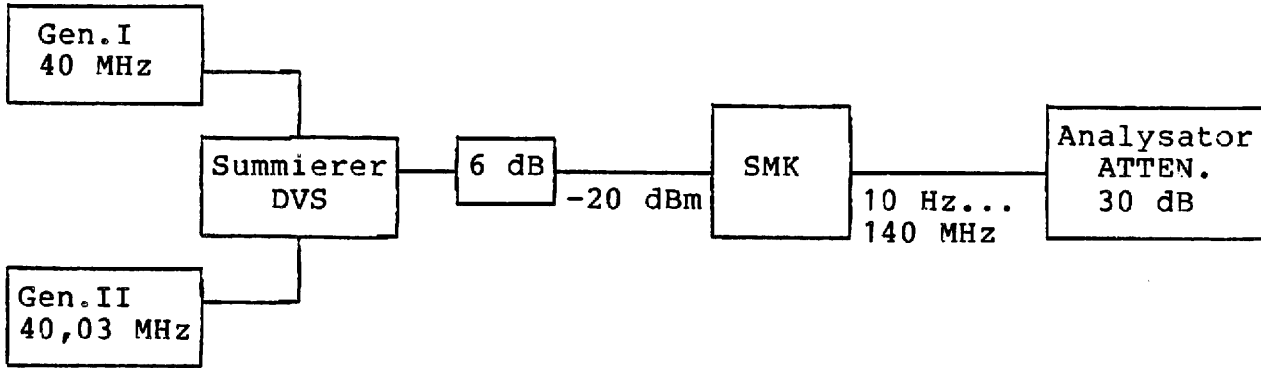 Gen.I
40 MHz
Summierer
DVS
6 dB
-20 dBm
SMK
10 Hz...
140 MHz
Analysator
ATTEN.
30 dB
Gen.II
40,03 MHz